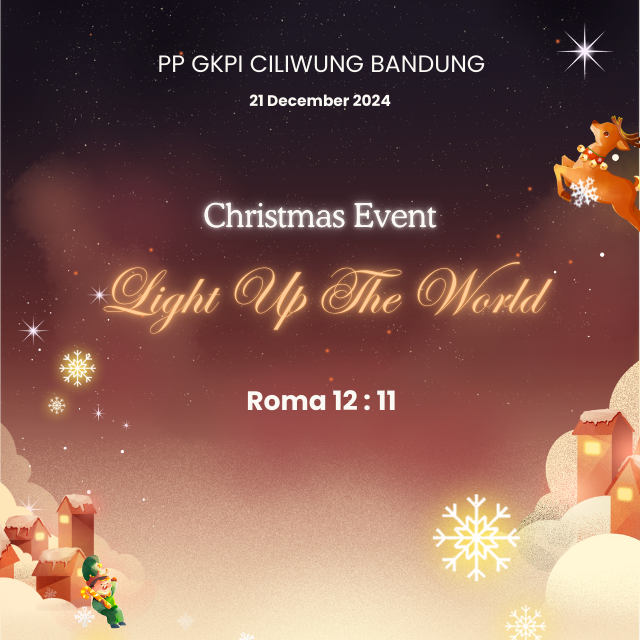 PP GKPI CILIWUNG BANDUNG
21 December 2024
Christmas Event
Light Up The World
Roma 12 : 11